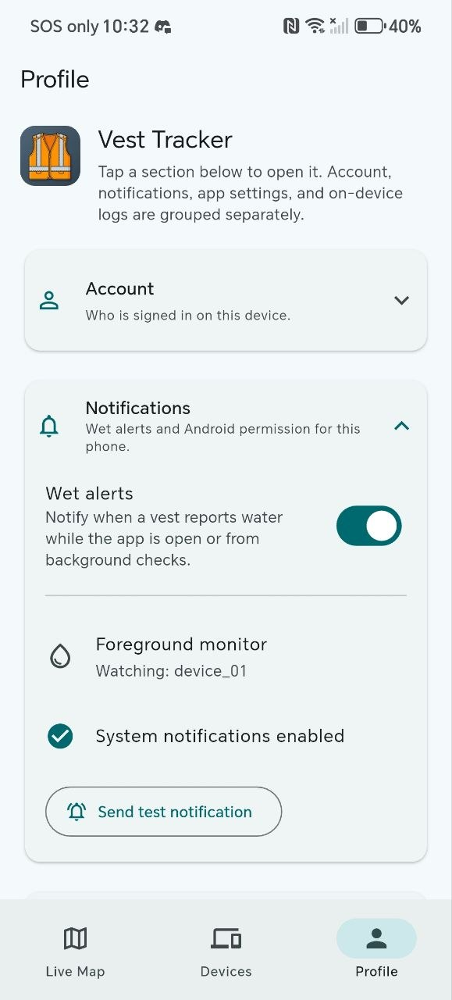 SOS only 10:32 40%
Profile
Vest Tracker
Tap a section below to open it. Account,
notifications, app settings, and on-device
logs are grouped separately.
Account
Who is signed in on this device.
Notifications
Wet alerts and Android permission for this
phone.
Wet alerts
Notify when a vest reports water
while the app is open or from
background checks.
Foreground monitor
Watching: device_01
System notifications enabled
Send test notification
Live Map Devices Profile